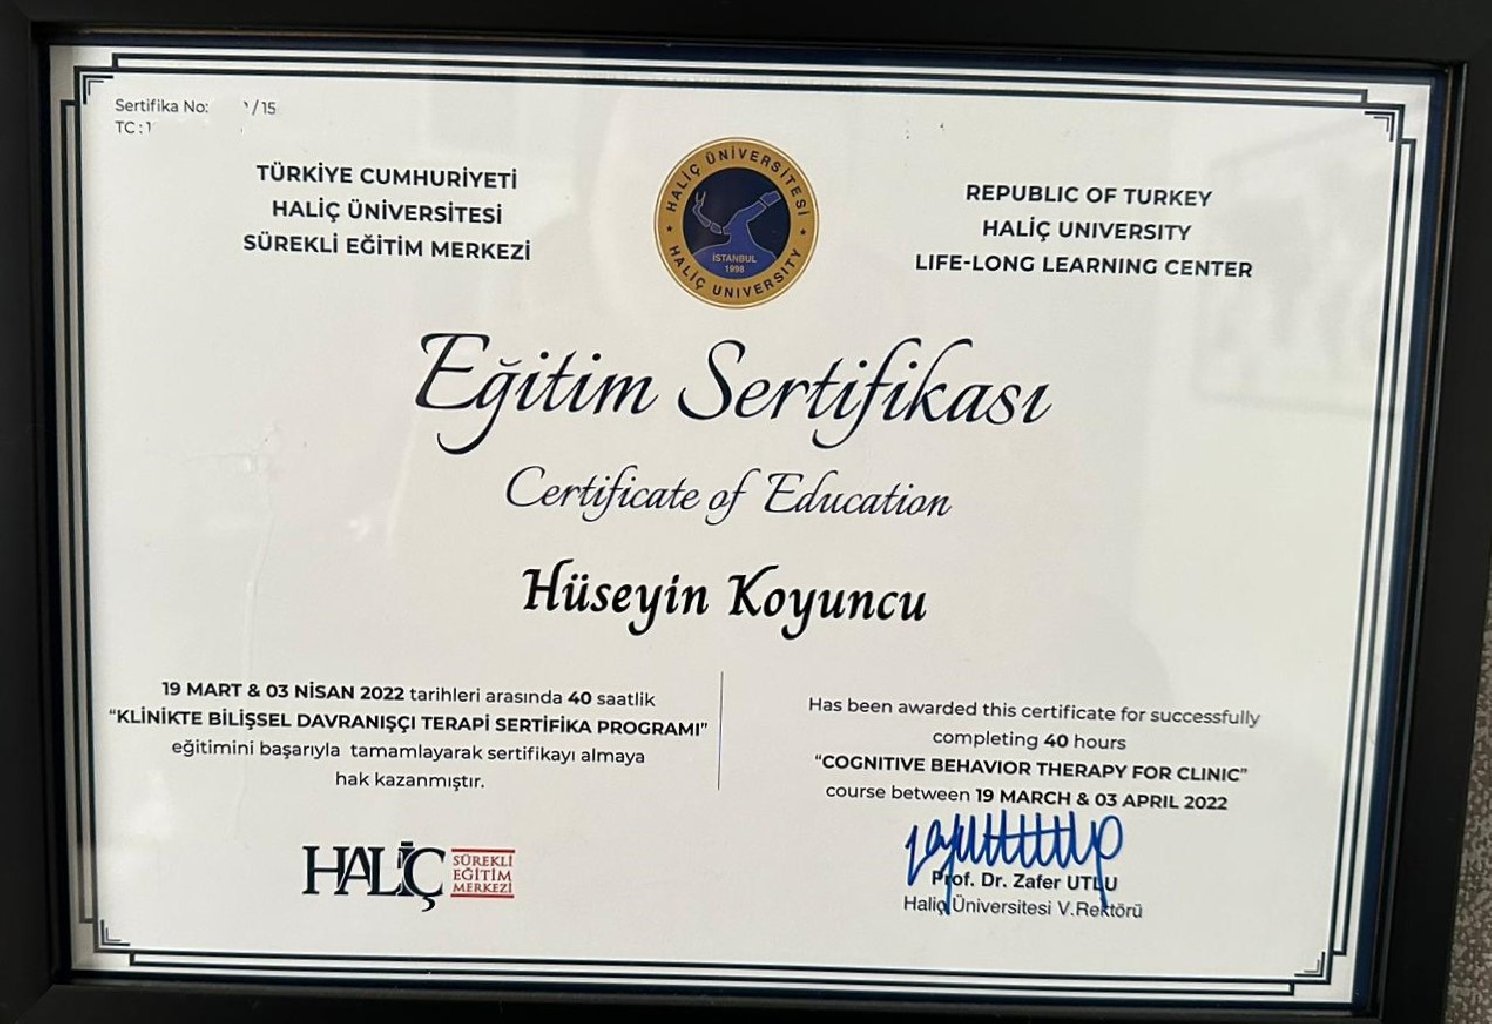 Sertifika No: /15
TC :1
TÜRKİYE CUMHURİYETİ
HALİÇ ÜNİVERSİTESİ
SÜREKLİ EĞİTİM MERKEZİ
HALİÇ ÜNİVERSİTESİ
HALİÇ UNIVERSITY
İSTANBUL
1998
REPUBLIC OF TURKEY
HALİÇ UNIVERSITY
LIFE-LONG LEARNING CENTER
Eğitim Sertifikası
Certificate of Education
Hüseyin Koyuncu
19 MART & 03 NİSAN 2022 tarihleri arasında 40 saatlik
"KLİNİKTE BİLİŞSEL DAVRANIŞÇI TERAPİ SERTİFİKA PROGRAMI"
eğitimini başarıyla tamamlayarak sertifikayı almaya
hak kazanmıştır.
Has been awarded this certificate for successfully
completing 40 hours
"COGNITIVE BEHAVIOR THERAPY FOR CLINIC"
course between 19 MARCH & 03 APRIL 2022
HALİÇ
SÜREKLİ
EĞİTİM
MERKEZİ
Prof. Dr. Zafer UTLU
Haliç Üniversitesi V.Rektörü